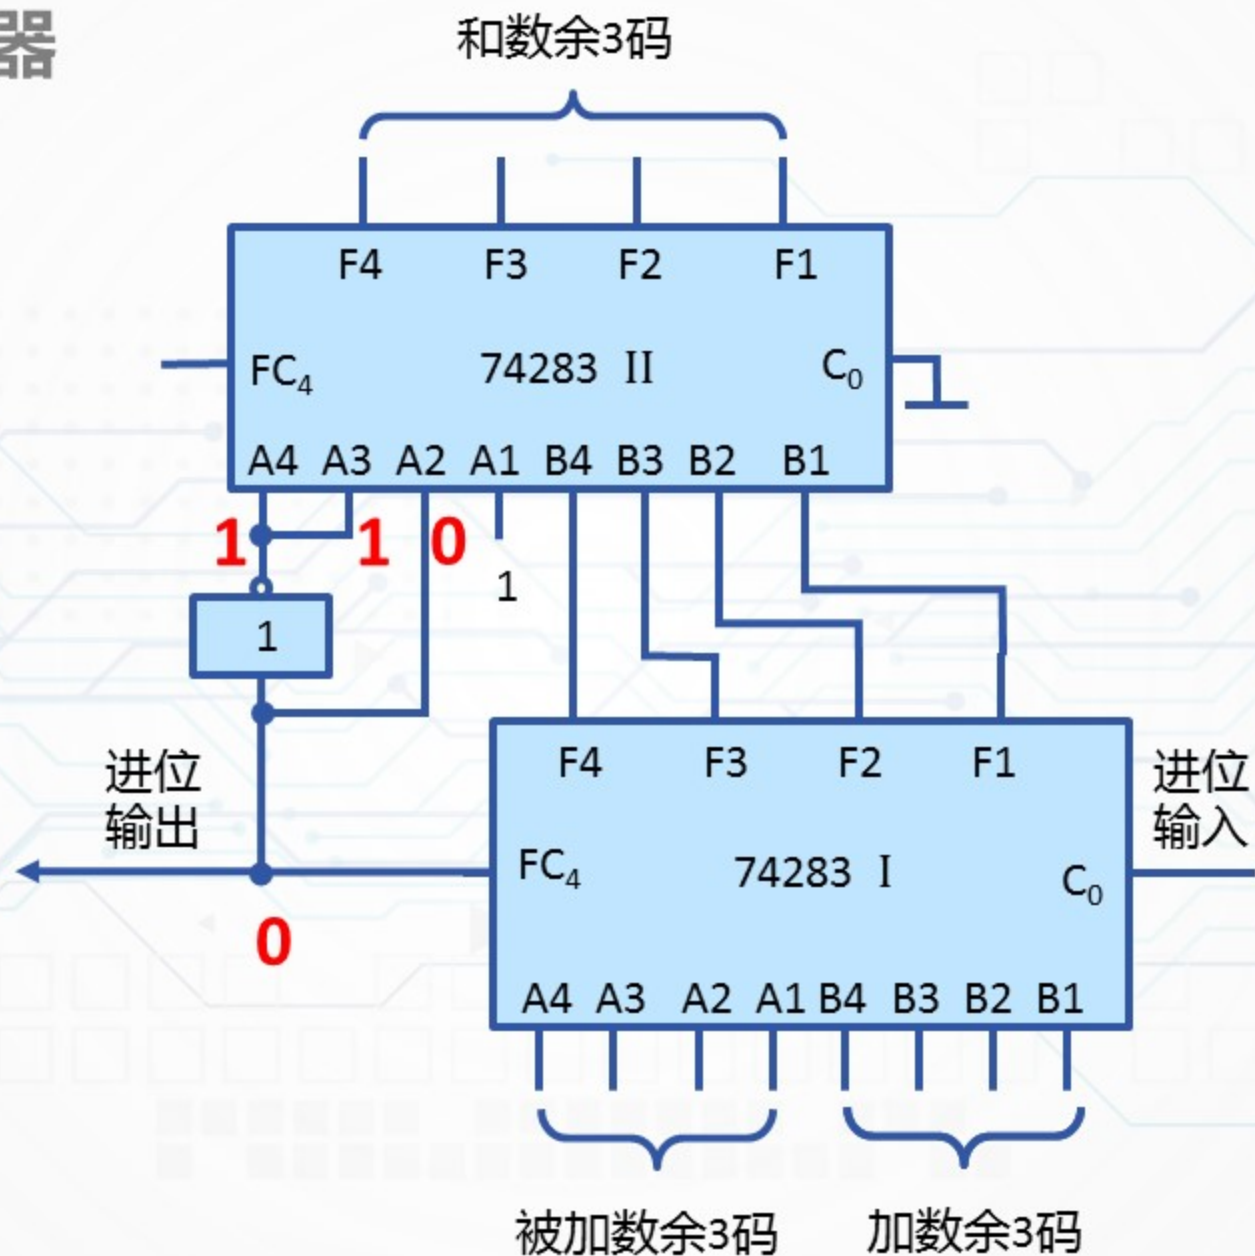 器
和数余3码
F4 F3 F2 F1
FC4 74283 II C0
A4 A3 A2 A1 B4 B3 B2 B1
1 1 0
1
1
进位
输出
F4 F3 F2 F1
进位
输入
FC4 74283 I C0
0
A4 A3 A2 A1 B4 B3 B2 B1
被加数余3码 加数余3码